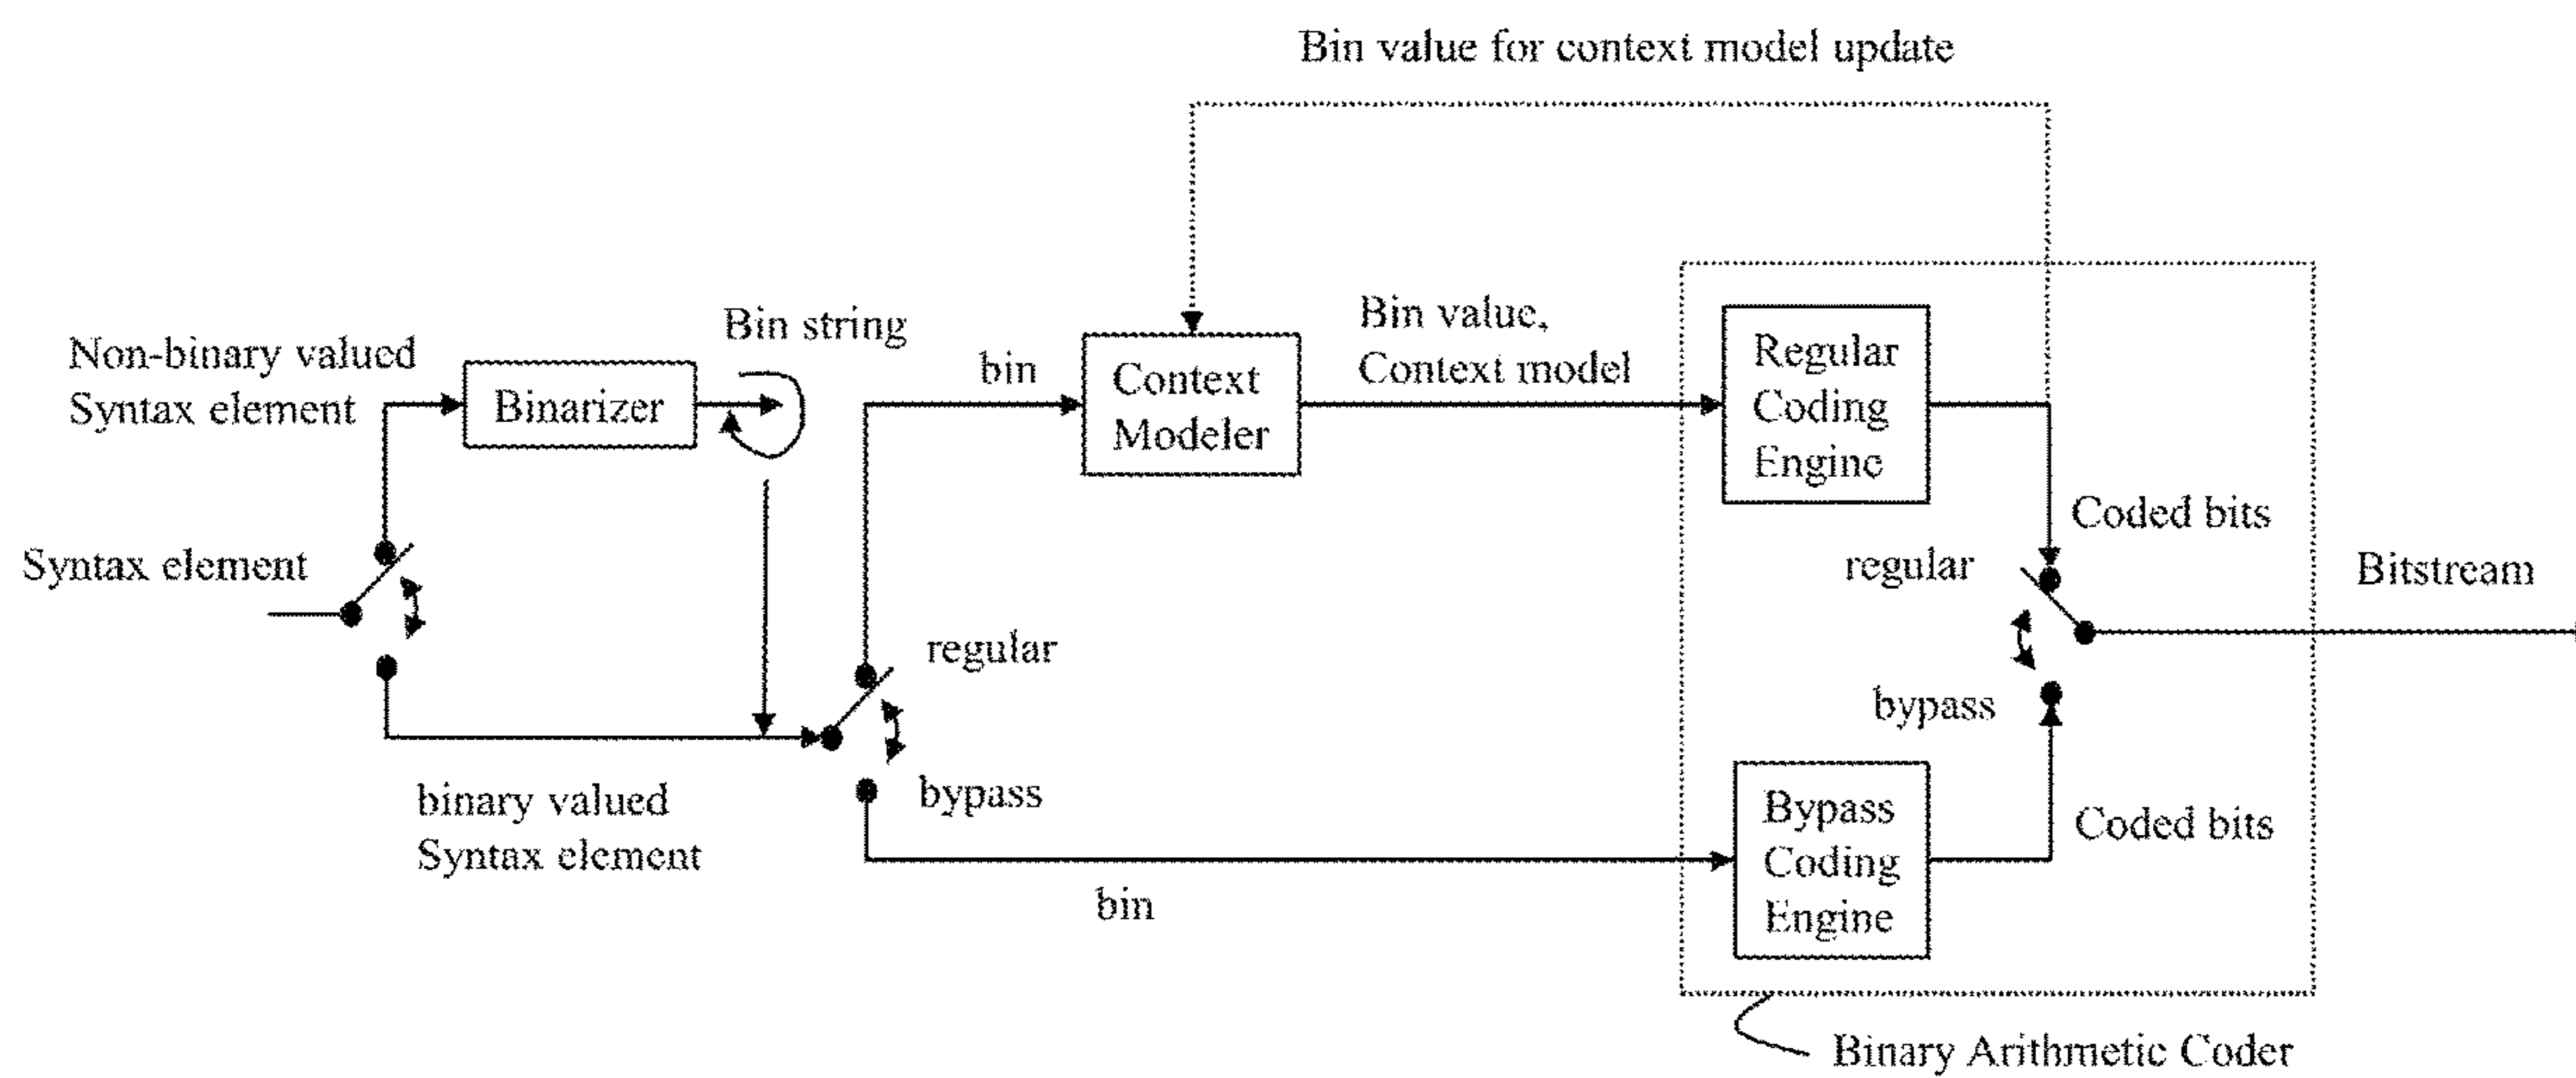 Bin value for context model update
Non-binary valued
Syntax element
Binarizer
Bin string
bin
Context
Modeler
Bin value,
Context model
Regular
Coding
Engine
Coded bits
Syntax element
regular
bypass
regular
bypass
Bitstream
binary valued
Syntax element
bin
Bypass
Coding
Engine
Coded bits
Binary Arithmetic Coder